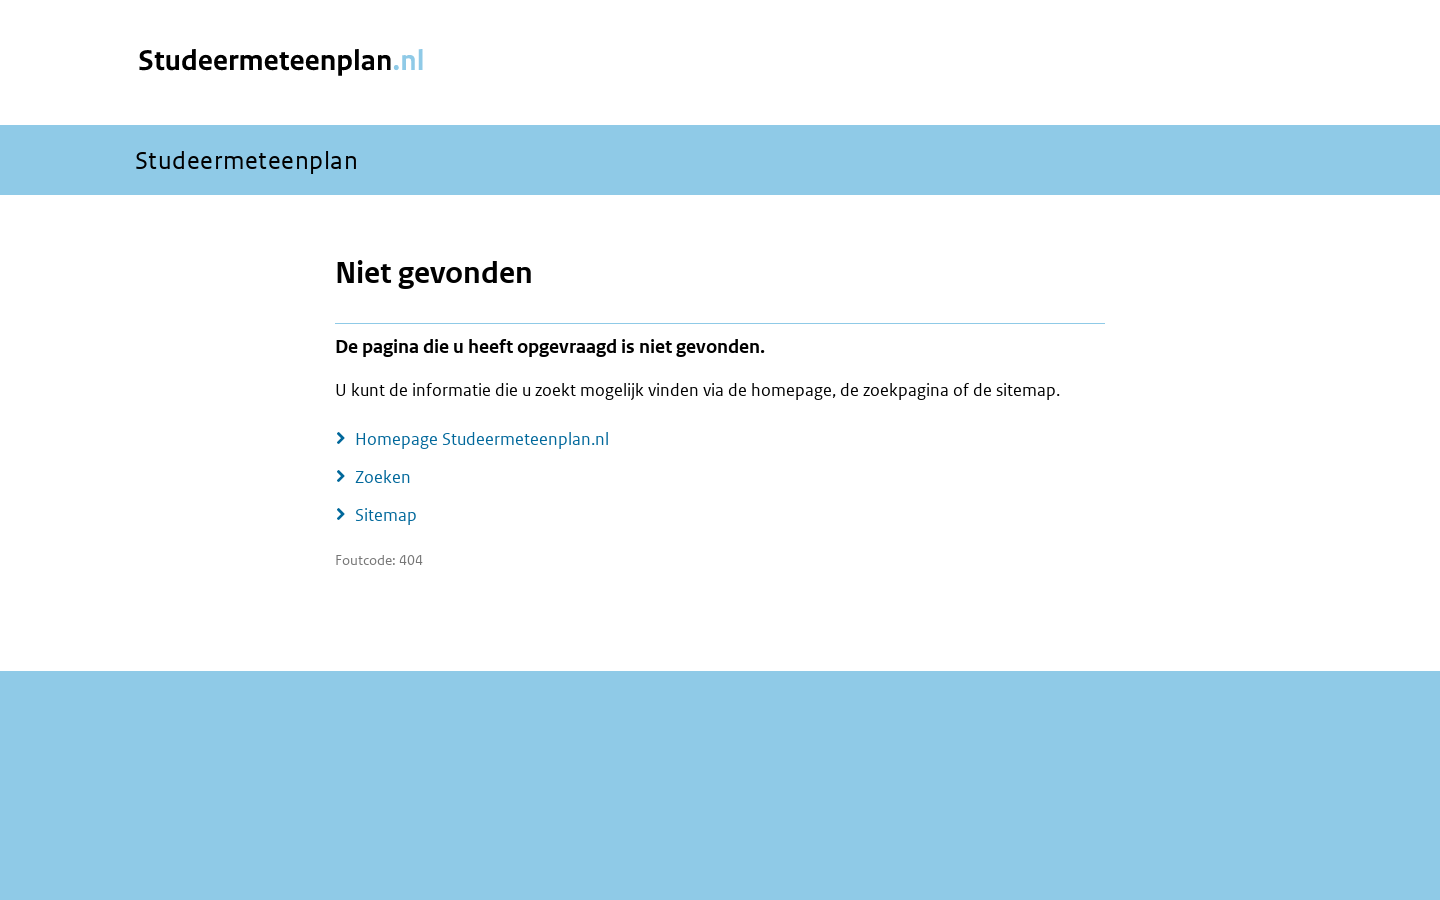 Studeermeteenplan.nl
Studeermeteenplan
Niet gevonden
De pagina die u heeft opgevraagd is niet gevonden.
U kunt de informatie die u zoekt mogelijk vinden via de homepage, de zoekpagina of de sitemap.
Homepage Studeermeteenplan.nl
Zoeken
Sitemap
Foutcode: 404